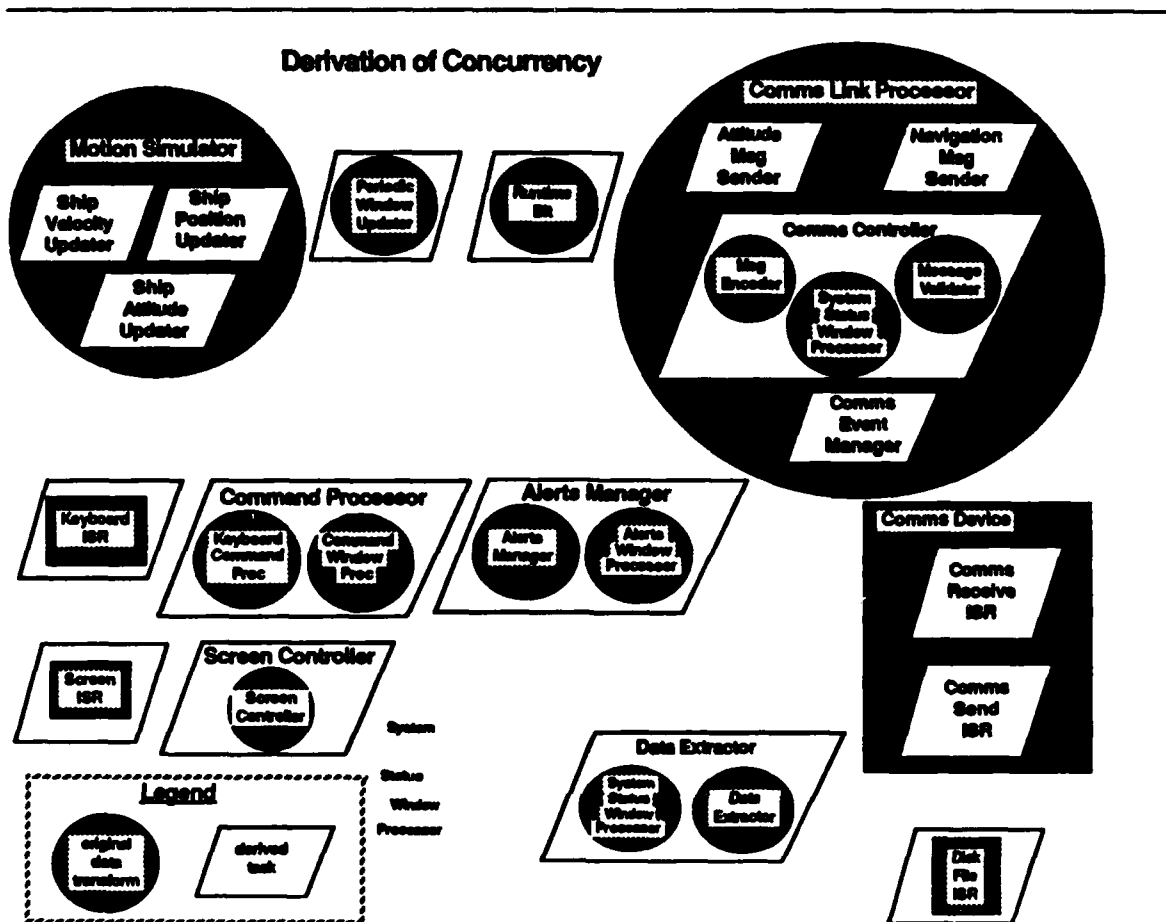 Derivation of Concurrency
Motion Simulator
Ship
Velocity
Updater
Ship
Position
Updater
Ship
Attitude
Updater
Periodic
Window
Updater
Runtime
Bit
Comms Link Processor
Attitude
Msg
Sender
Navigation
Msg
Sender
Comms Controller
Msg
Encoder
System
Status
Window
Processor
Message
Validator
Comms
Event
Manager
Keyboard
ISR
Command Processor
Keyboard
Command
Proc
Command
Window
Proc
Alerts Manager
Alerts
Manager
Alerts
Window
Processor
Comms Device
Comms
Receive
ISR
Comms
Send
ISR
Screen
ISR
Screen Controller
Screen
Controller
System
Status
Window
Processor
Data Extractor
System
Status
Window
Processor
Data
Extractor
Disk
File
ISR
Legend
original
data
transform
derived
task